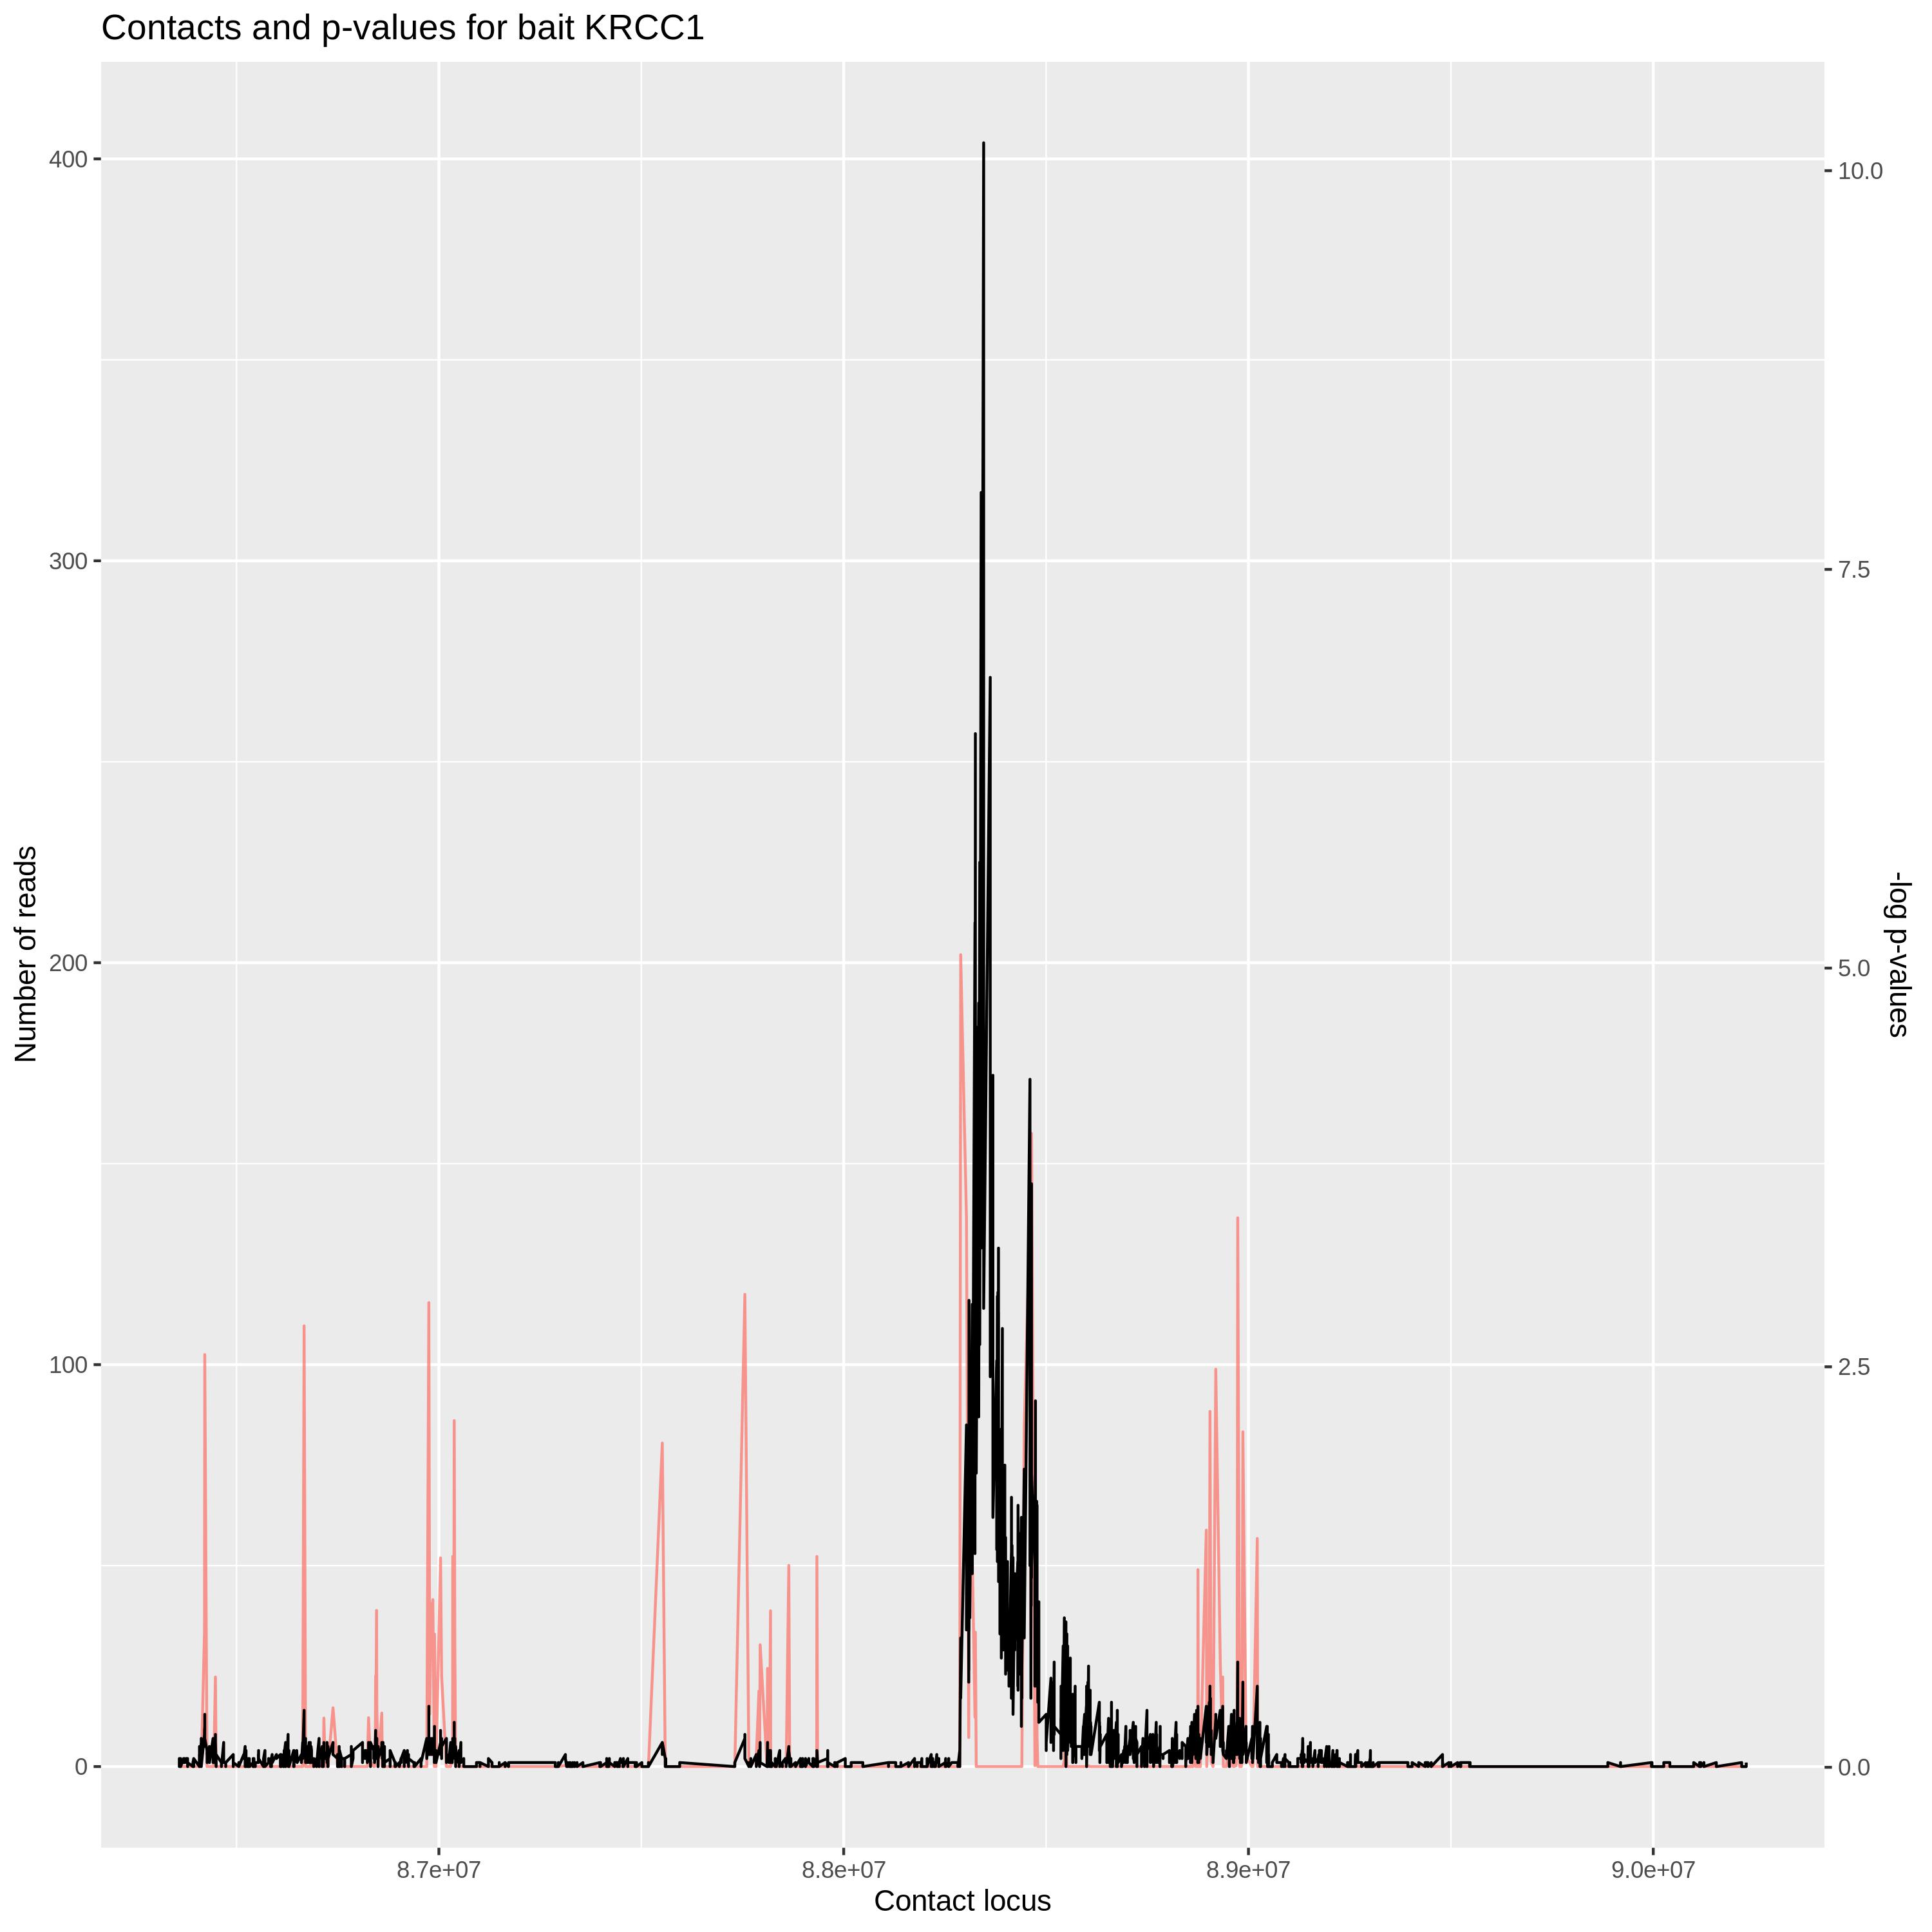 Contacts and p-values for bait KRCC1
400
300
200
100
0
10.0
7.5
5.0
2.5
0.0
Number of reads
-log p-values
8.7e+07
8.8e+07
8.9e+07
9.0e+07
Contact locus